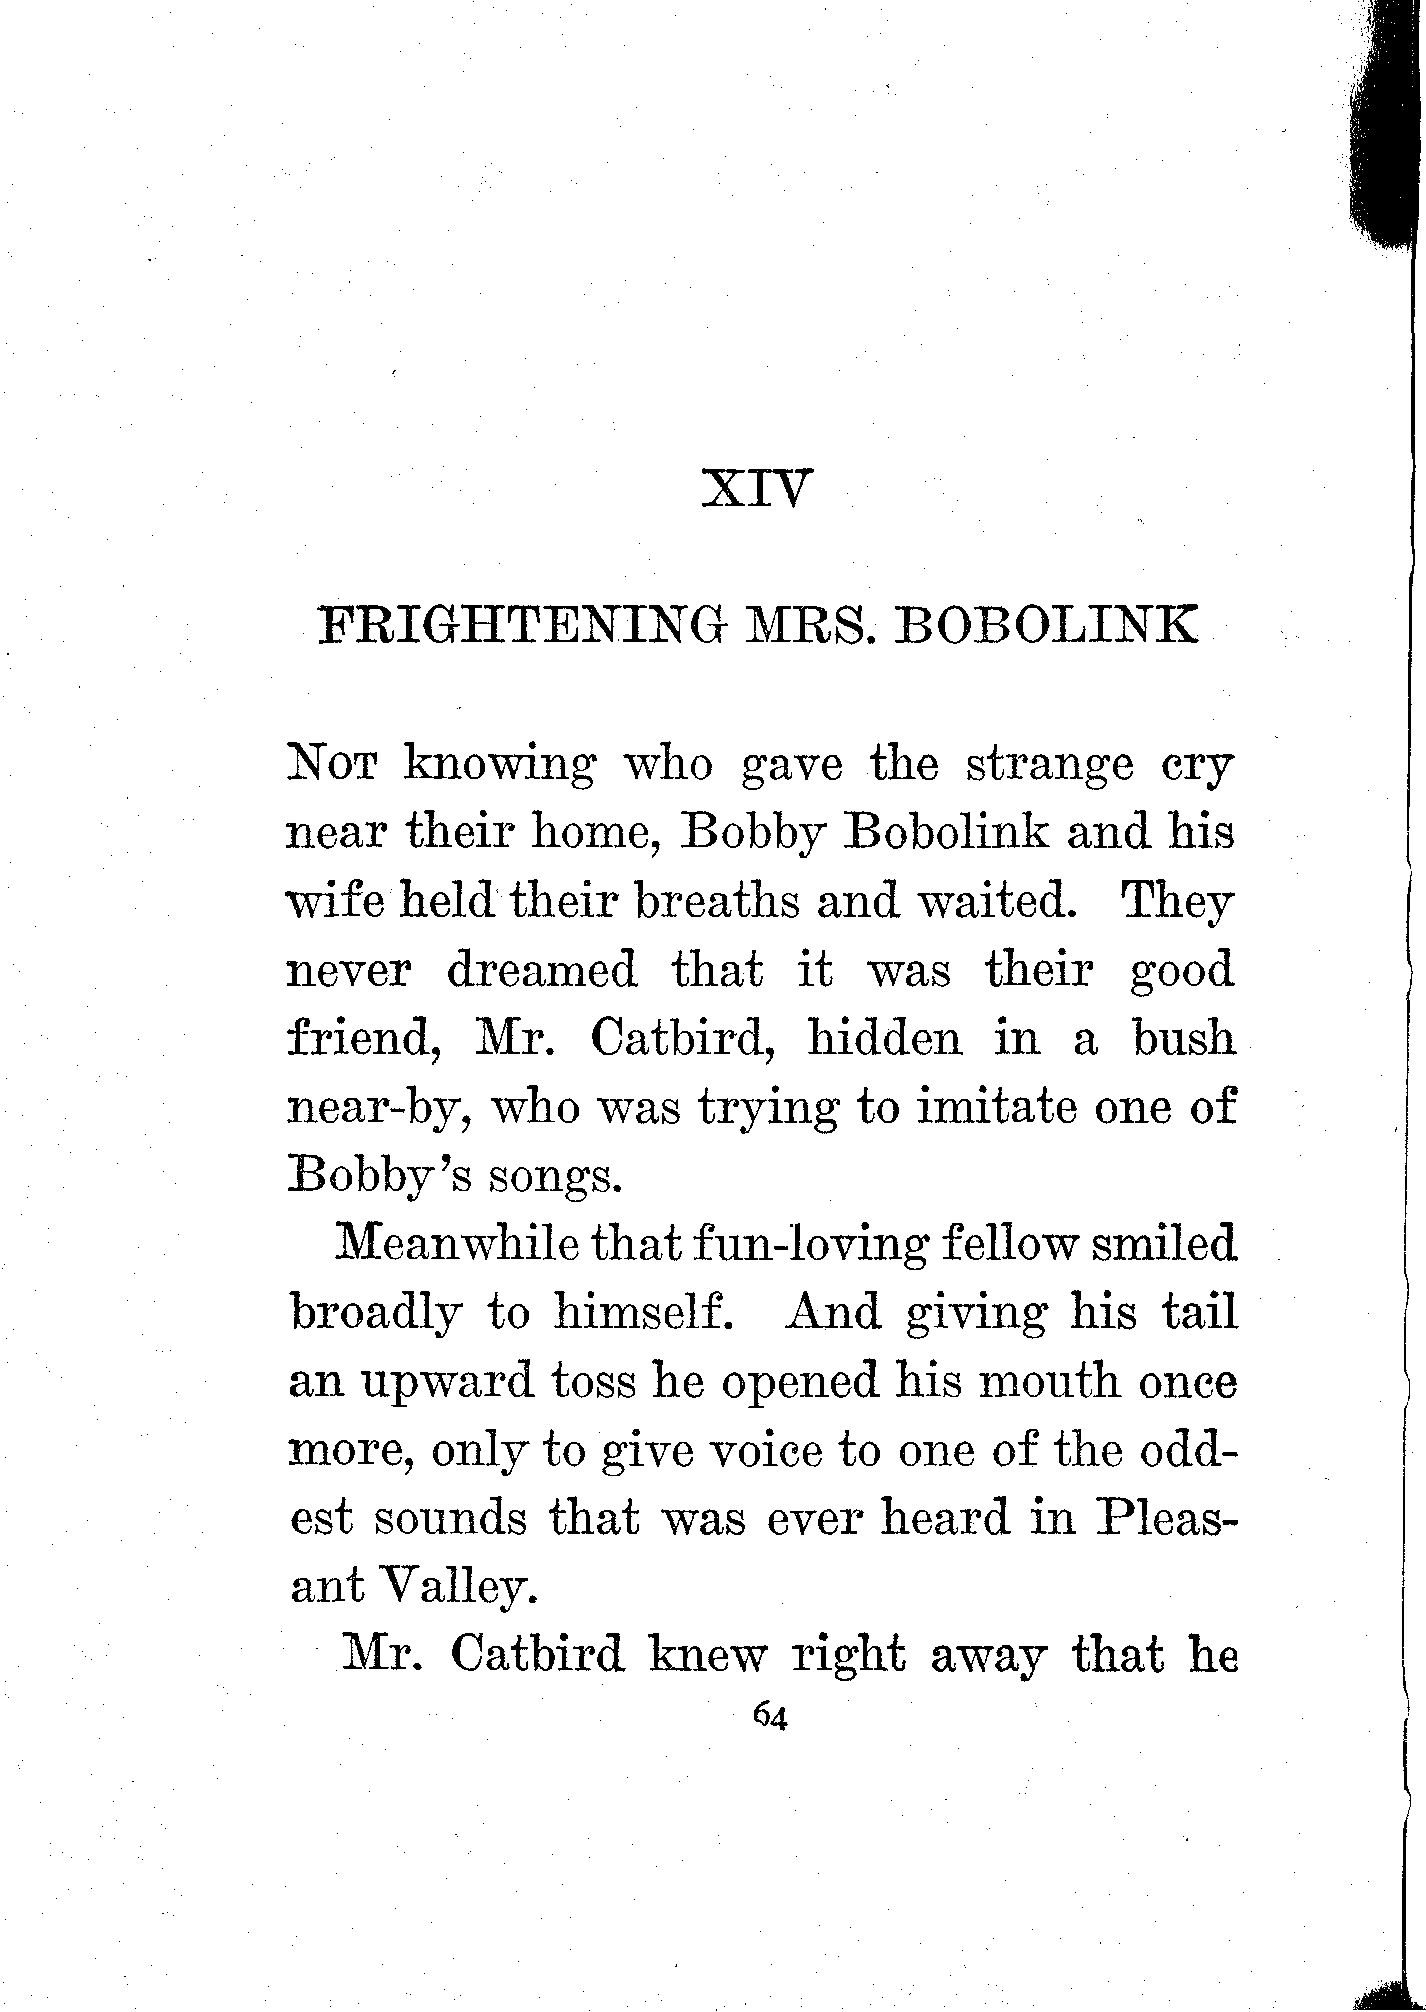 XIV
FRIGHTENING MRS. BOBOLINK
NOT knowing who gave the strange cry
near their home, Bobby Bobolink and his
wife held their breaths and waited. They
never dreamed that it was their good
friend, Mr. Catbird, hidden in a bush
near-by, who was trying to imitate one of
Bobby's songs.
Meanwhile that fun-loving fellow smiled
broadly to himself. And giving his tail
an upward toss he opened his mouth once
more, only to give voice to one of the odd-
est sounds that was ever heard in Pleas-
ant Valley.
Mr. Catbird knew right away that he
64